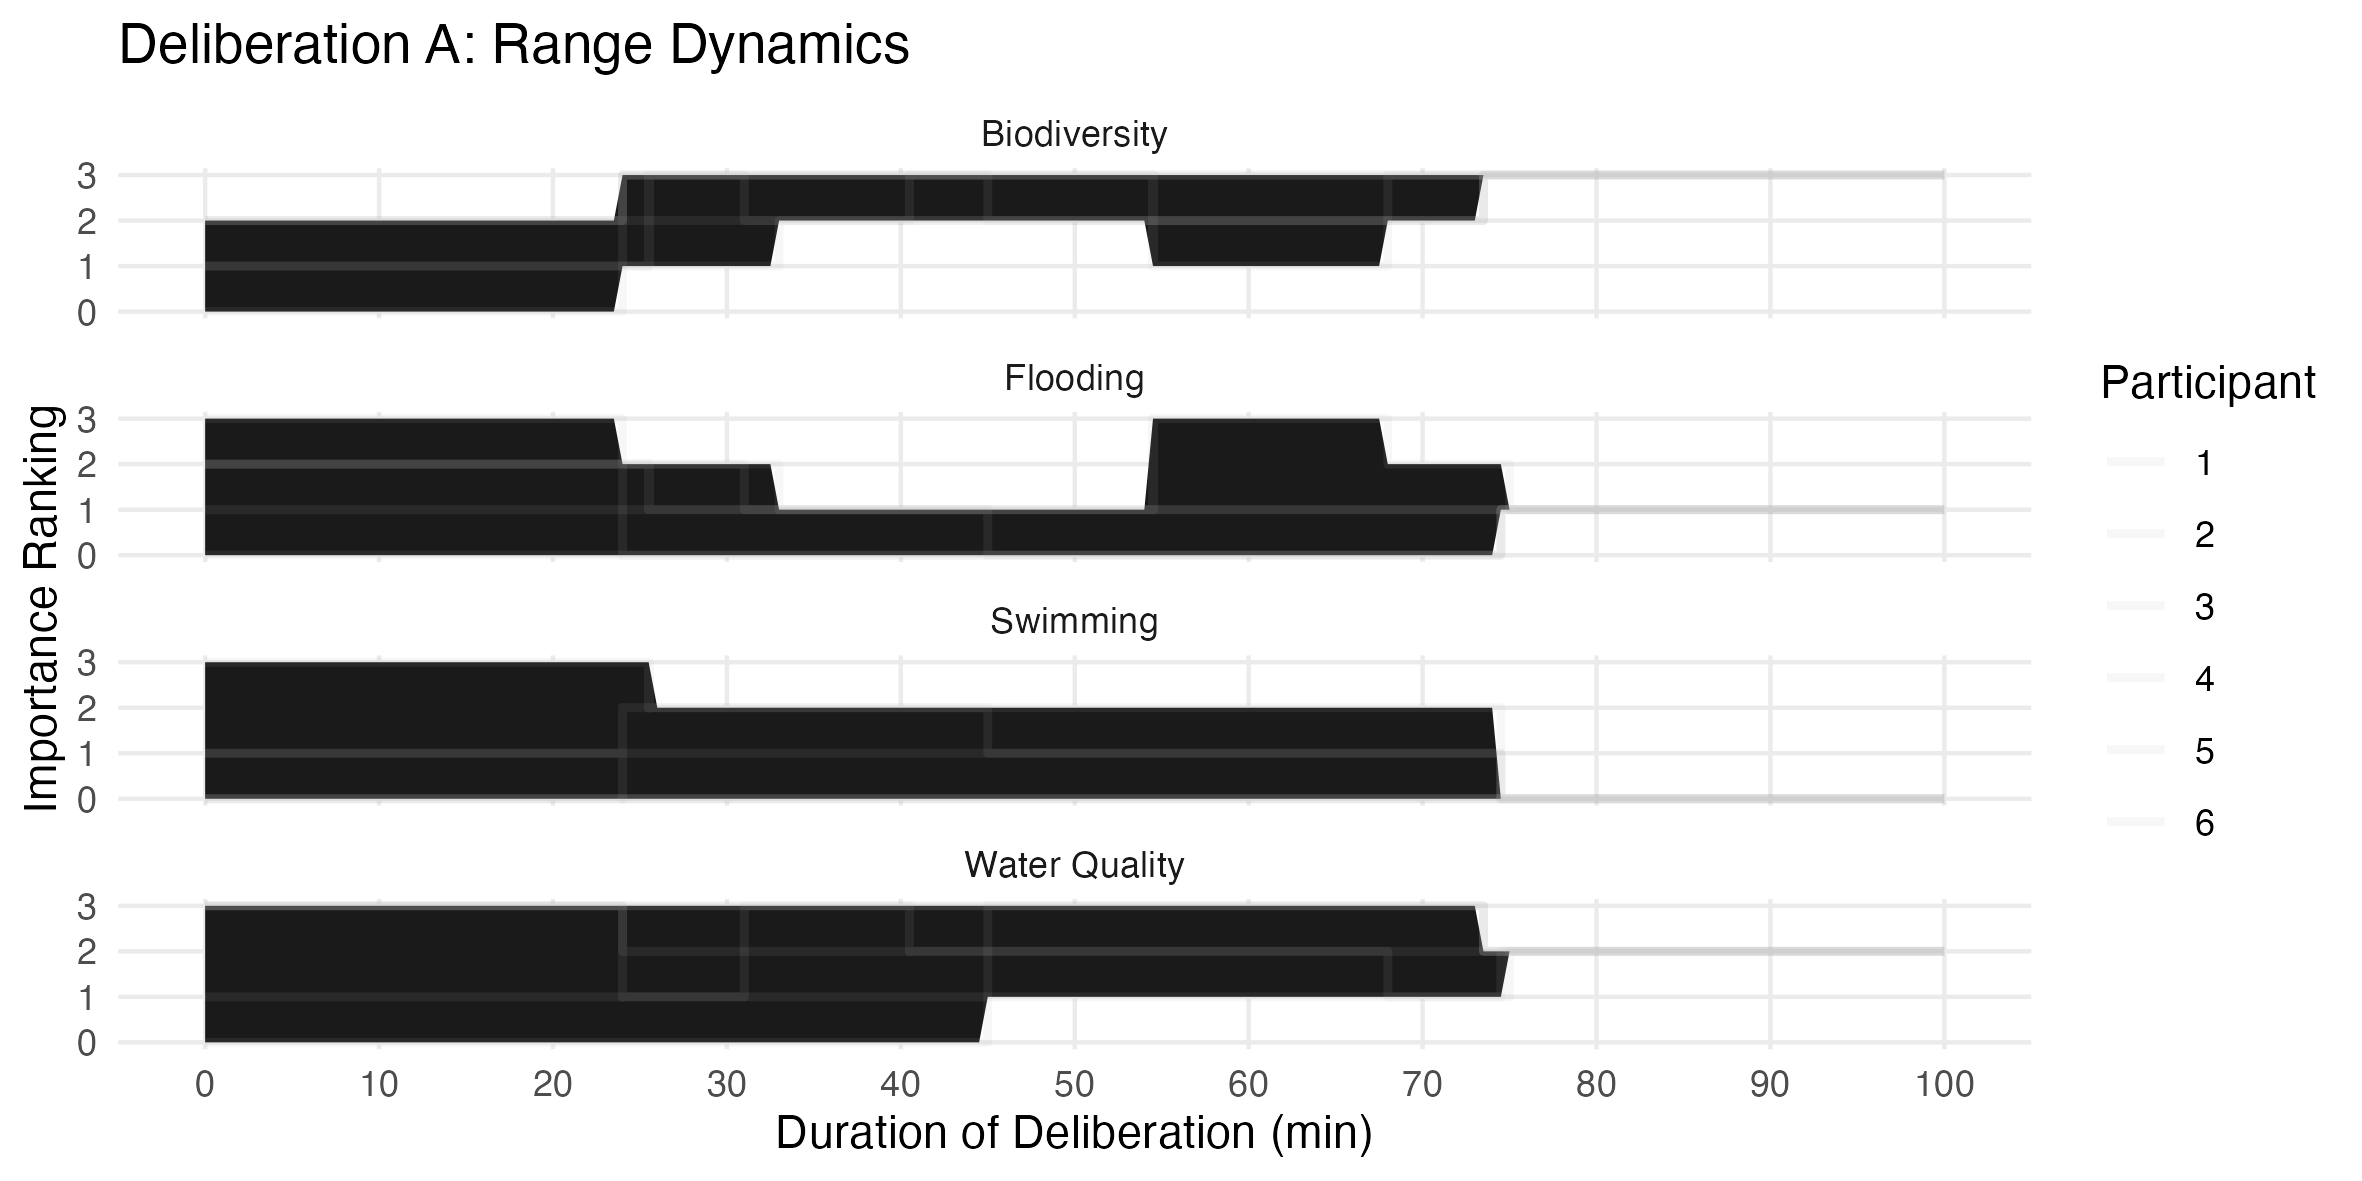 Deliberation A: Range Dynamics
Biodiversity
3
2
1
0
Flooding
3
2
1
0
Swimming
3
2
1
0
Water Quality
3
2
1
0
Importance Ranking
0 10 20 30 40 50 60 70 80 90 100
Duration of Deliberation (min)
Participant
1
2
3
4
5
6